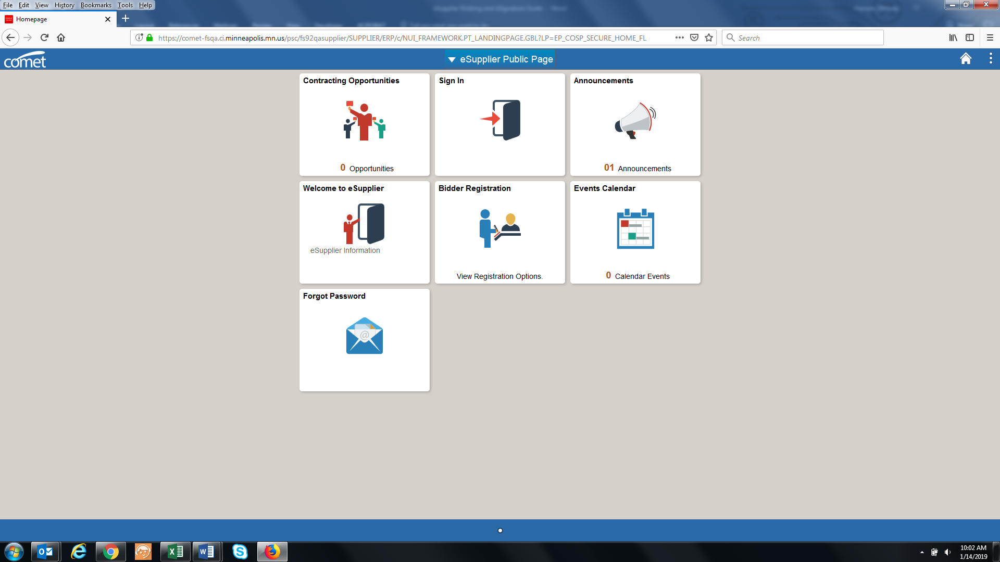 File Edit View History Bookmarks Tools Help
Homepage
https://comet-fsqa.ci.minneapolis.mn.us/psc/fs92qasupplier/SUPPLIER/ERP/c/NUI_FRAMEWORK.PT_LANDINGPAGE.GBL?LP=EP_COSP_SECURE_HOME_FL
Search
comet
eSupplier Public Page
Contracting Opportunities
0 Opportunities
Sign In
Announcements
01 Announcements
Welcome to eSupplier
eSupplier Information
Bidder Registration
View Registration Options.
Events Calendar
0 Calendar Events
Forgot Password
@
10:02 AM
1/14/2019